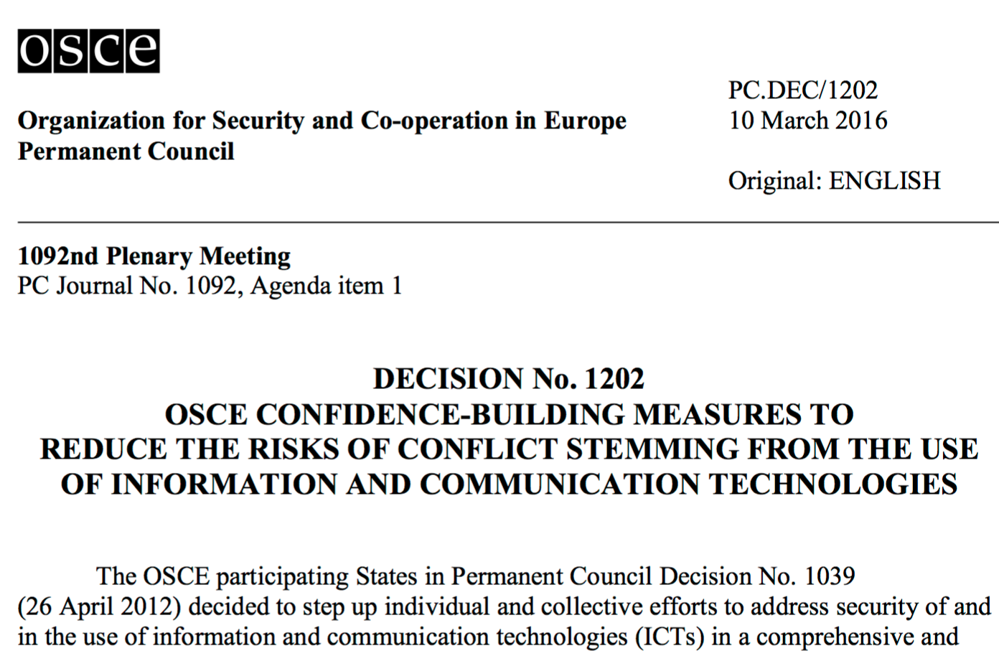 osce
PC.DEC/1202
Organization for Security and Co-operation in Europe
10 March 2016
Permanent Council
Original: ENGLISH
1092nd Plenary Meeting
PC Journal No. 1092, Agenda item 1
DECISION No. 1202
OSCE CONFIDENCE-BUILDING MEASURES TO
REDUCE THE RISKS OF CONFLICT STEMMING FROM THE USE
OF INFORMATION AND COMMUNICATION TECHNOLOGIES
The OSCE participating States in Permanent Council Decision No. 1039
(26 April 2012) decided to step up individual and collective efforts to address security of and
in the use of information and communication technologies (ICTs) in a comprehensive and